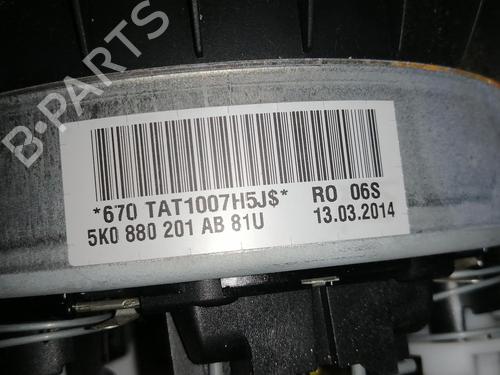 B-PARTS
*670 TAT1007H5J$* RO 06S
5K0 880 201 AB 81U 13.03.2014